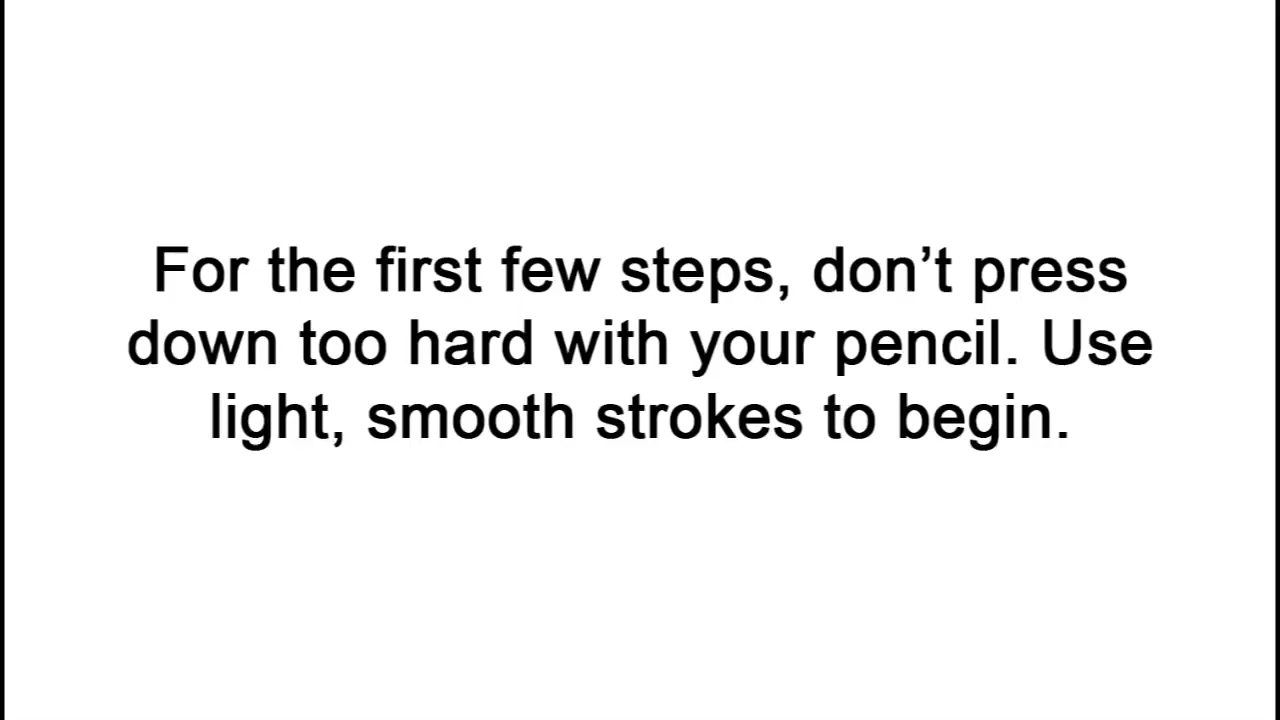 For the first few steps, don’t press
down too hard with your pencil. Use
light, smooth strokes to begin.